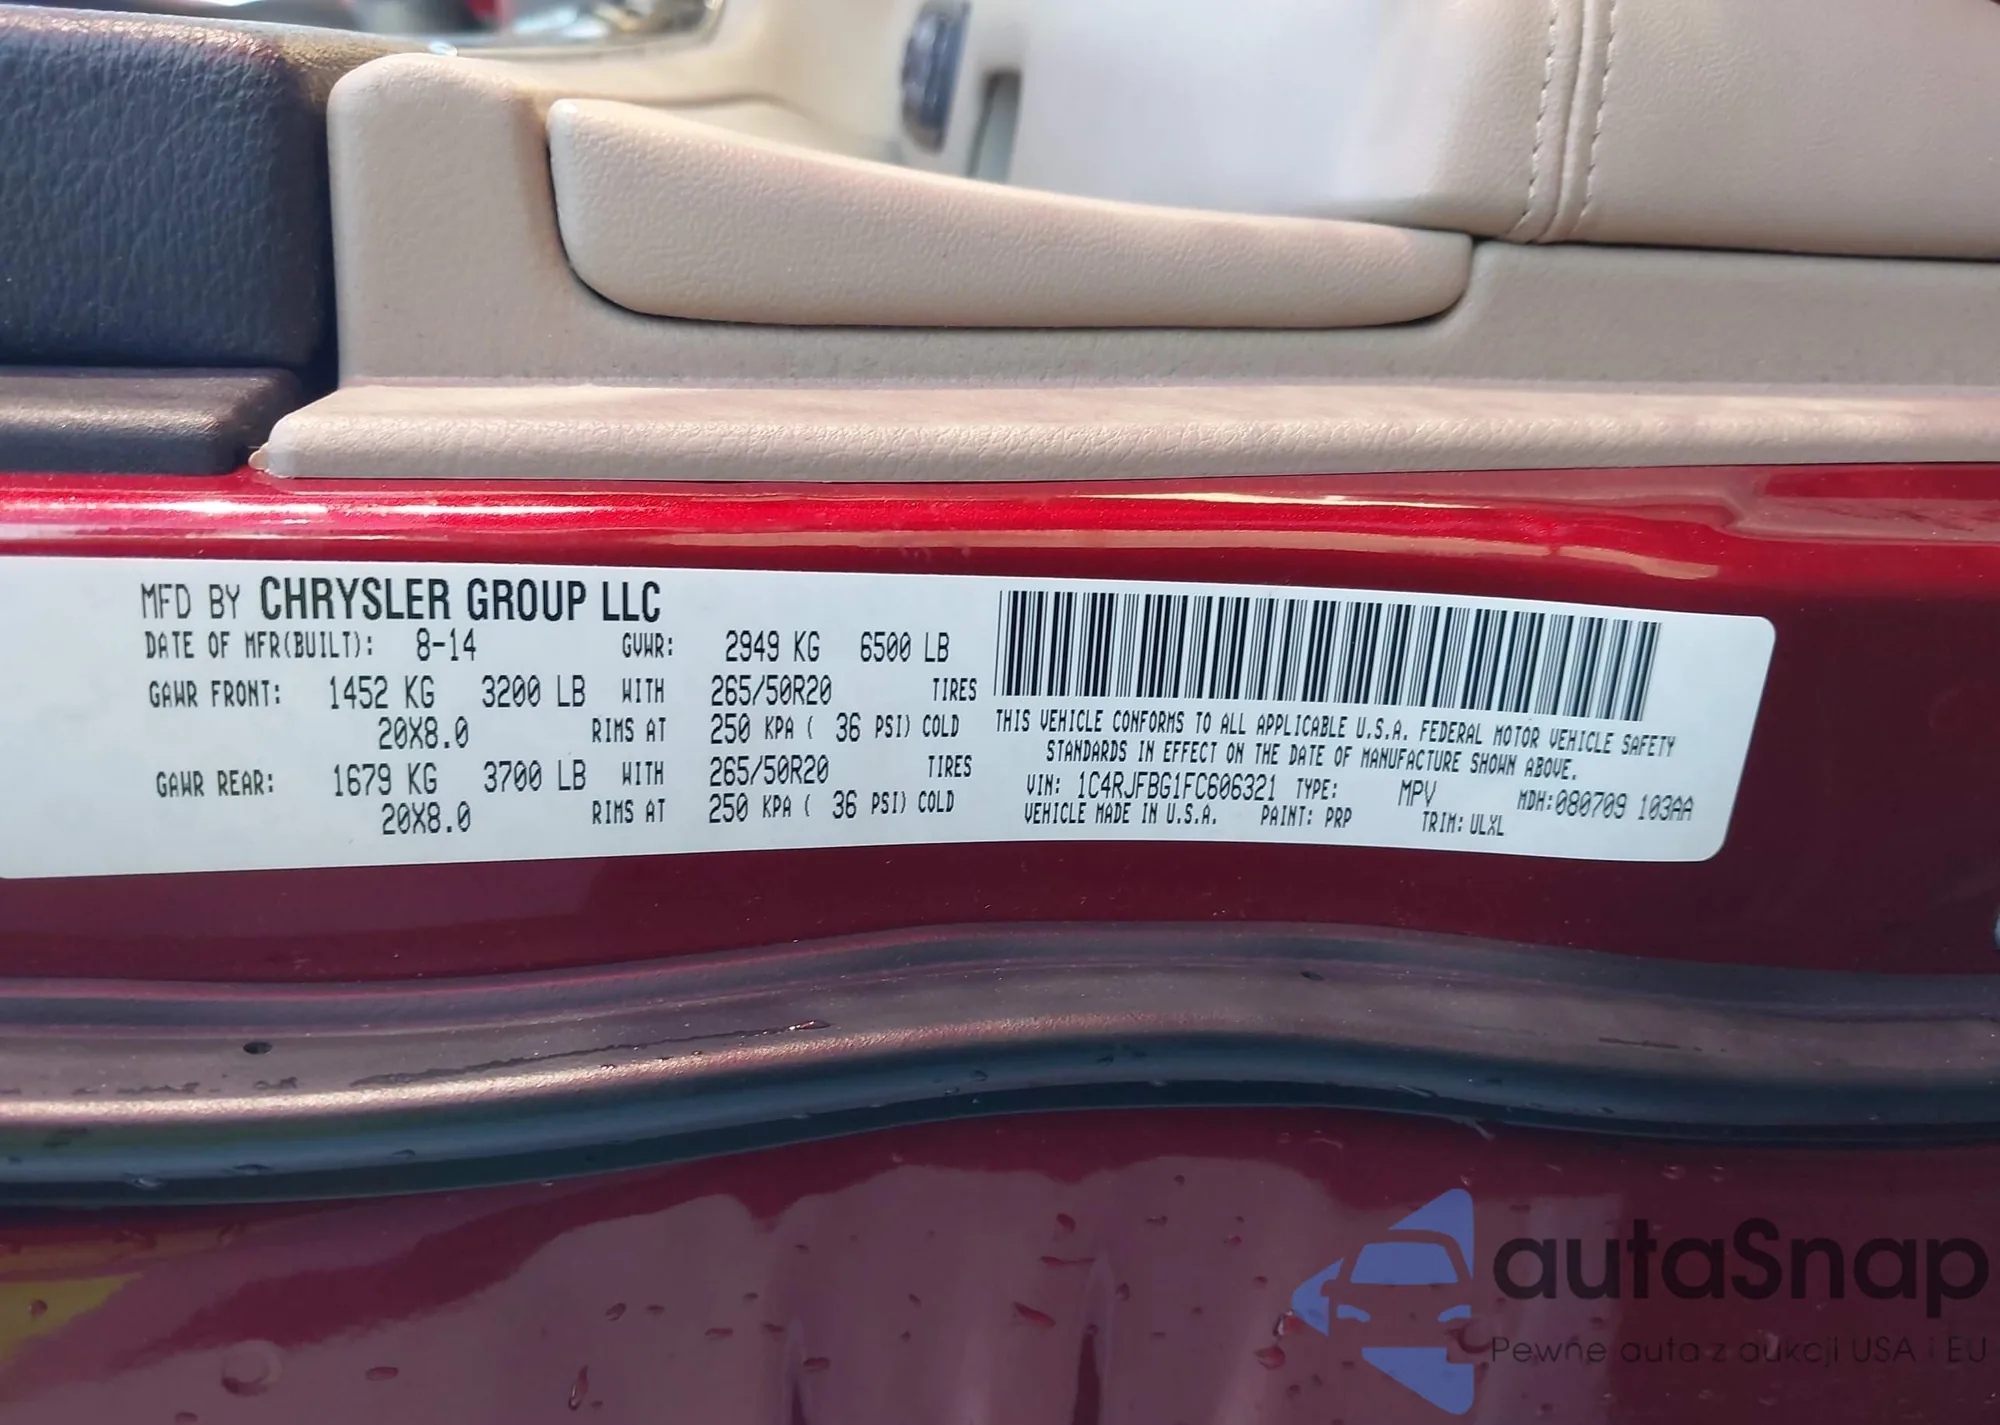 MFD BY CHRYSLER GROUP LLC
DATE OF MFR(BUILT): 8-14 GVWR: 2949 KG 6500 LB
GAWR FRONT: 1452 KG 3200 LB WITH 265/50R20 TIRES
20X8.0 RIMS AT 250 KPA ( 36 PSI) COLD
GAWR REAR: 1679 KG 3700 LB WITH 265/50R20 TIRES
20X8.0 RIMS AT 250 KPA ( 36 PSI) COLD
THIS VEHICLE CONFORMS TO ALL APPLICABLE U.S.A. FEDERAL MOTOR VEHICLE SAFETY
STANDARDS IN EFFECT ON THE DATE OF MANUFACTURE SHOWN ABOVE.
VIN: 1C4RJFBG1FC606321 TYPE: MPV MDH:080709 103AA
VEHICLE MADE IN U.S.A. PAINT: PRP TRIM: ULXL
autaSnap
Pewne auta z aukcji USA i EU